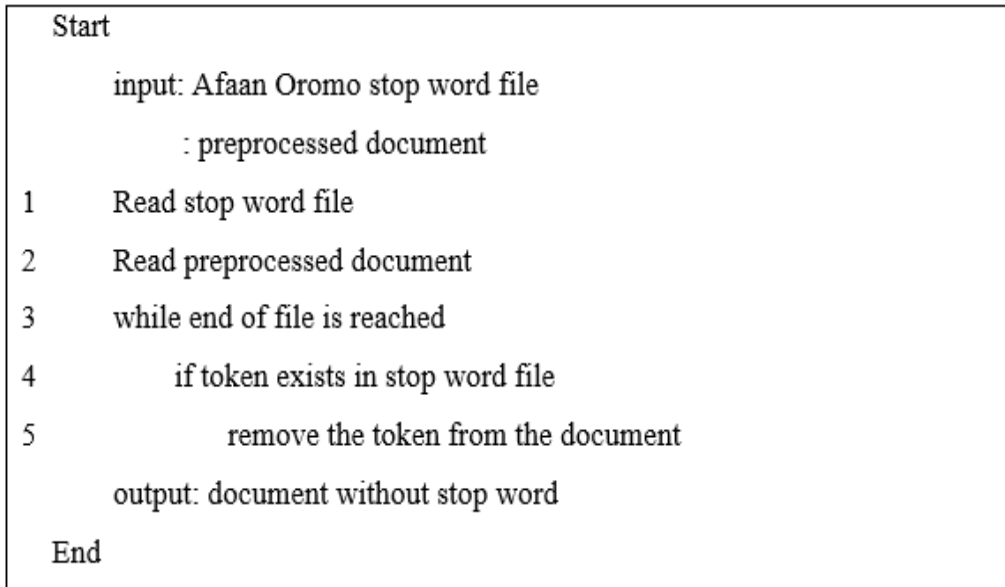 Start
input: Afaan Oromo stop word file
: preprocessed document
1 Read stop word file
2 Read preprocessed document
3 while end of file is reached
4 if token exists in stop word file
5 remove the token from the document
output: document without stop word
End